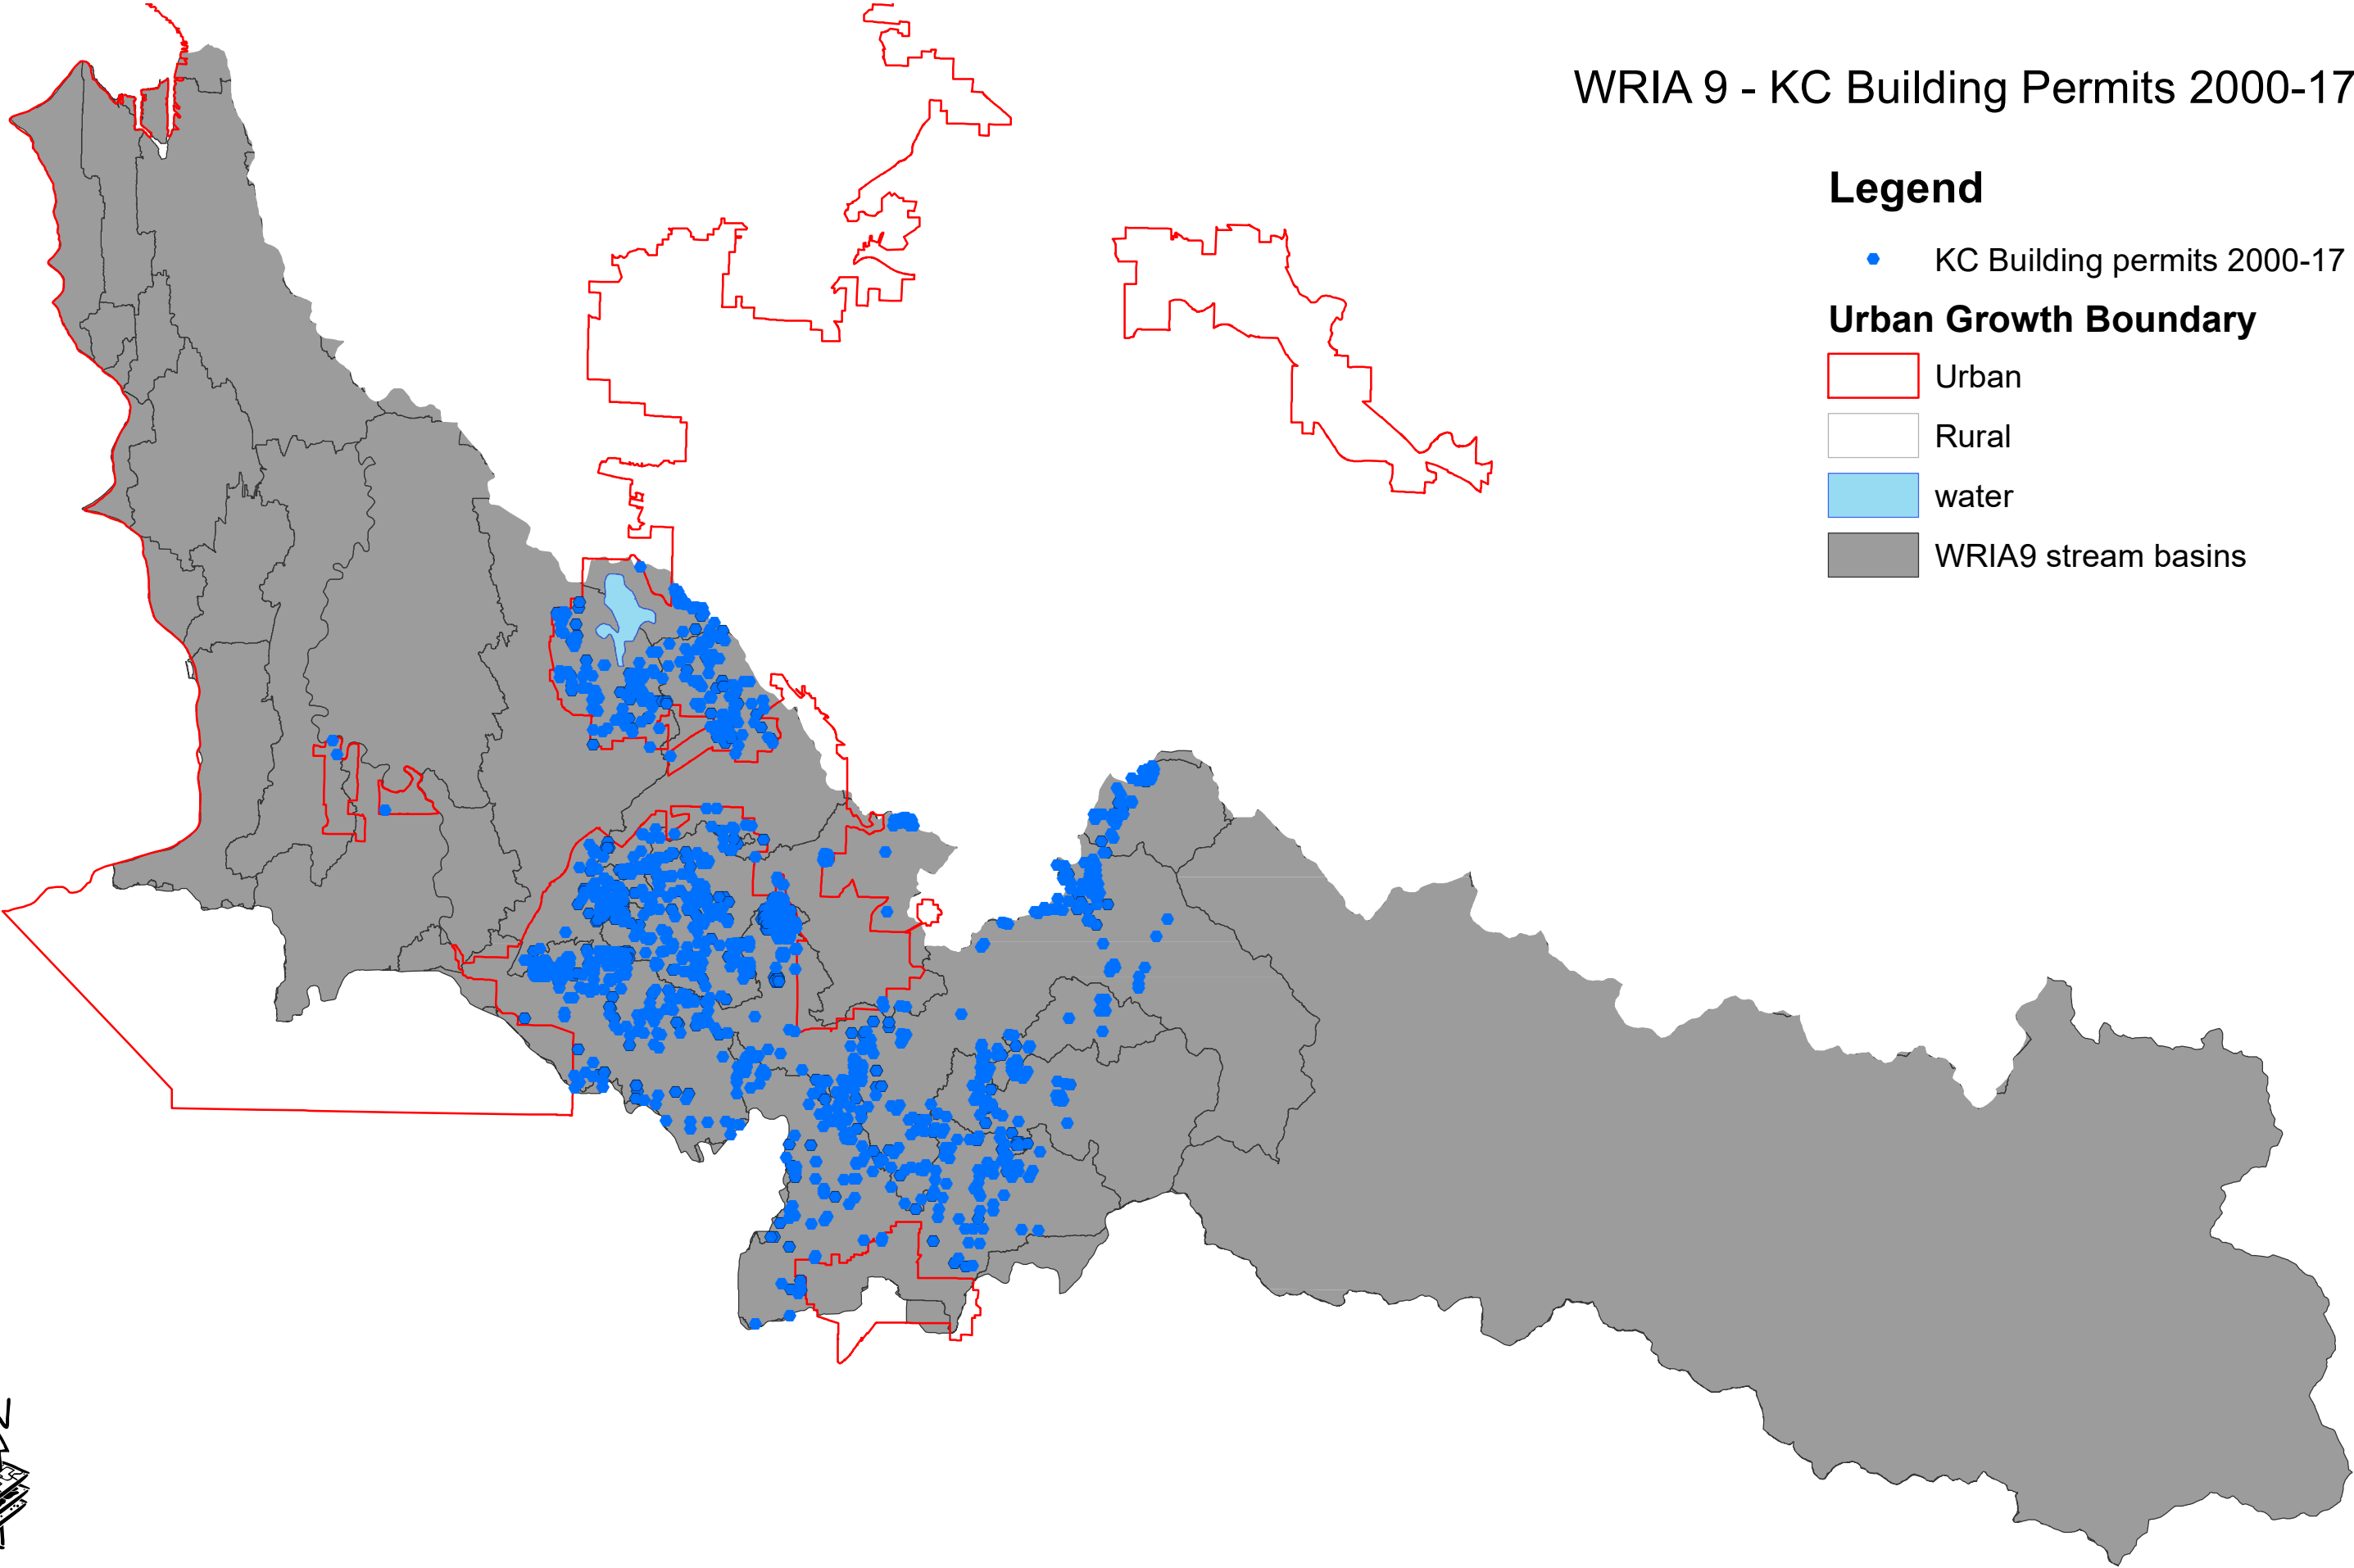 WRIA 9 - KC Building Permits 2000-17
Legend
KC Building permits 2000-17
Urban Growth Boundary
Urban
Rural
water
WRIA9 stream basins